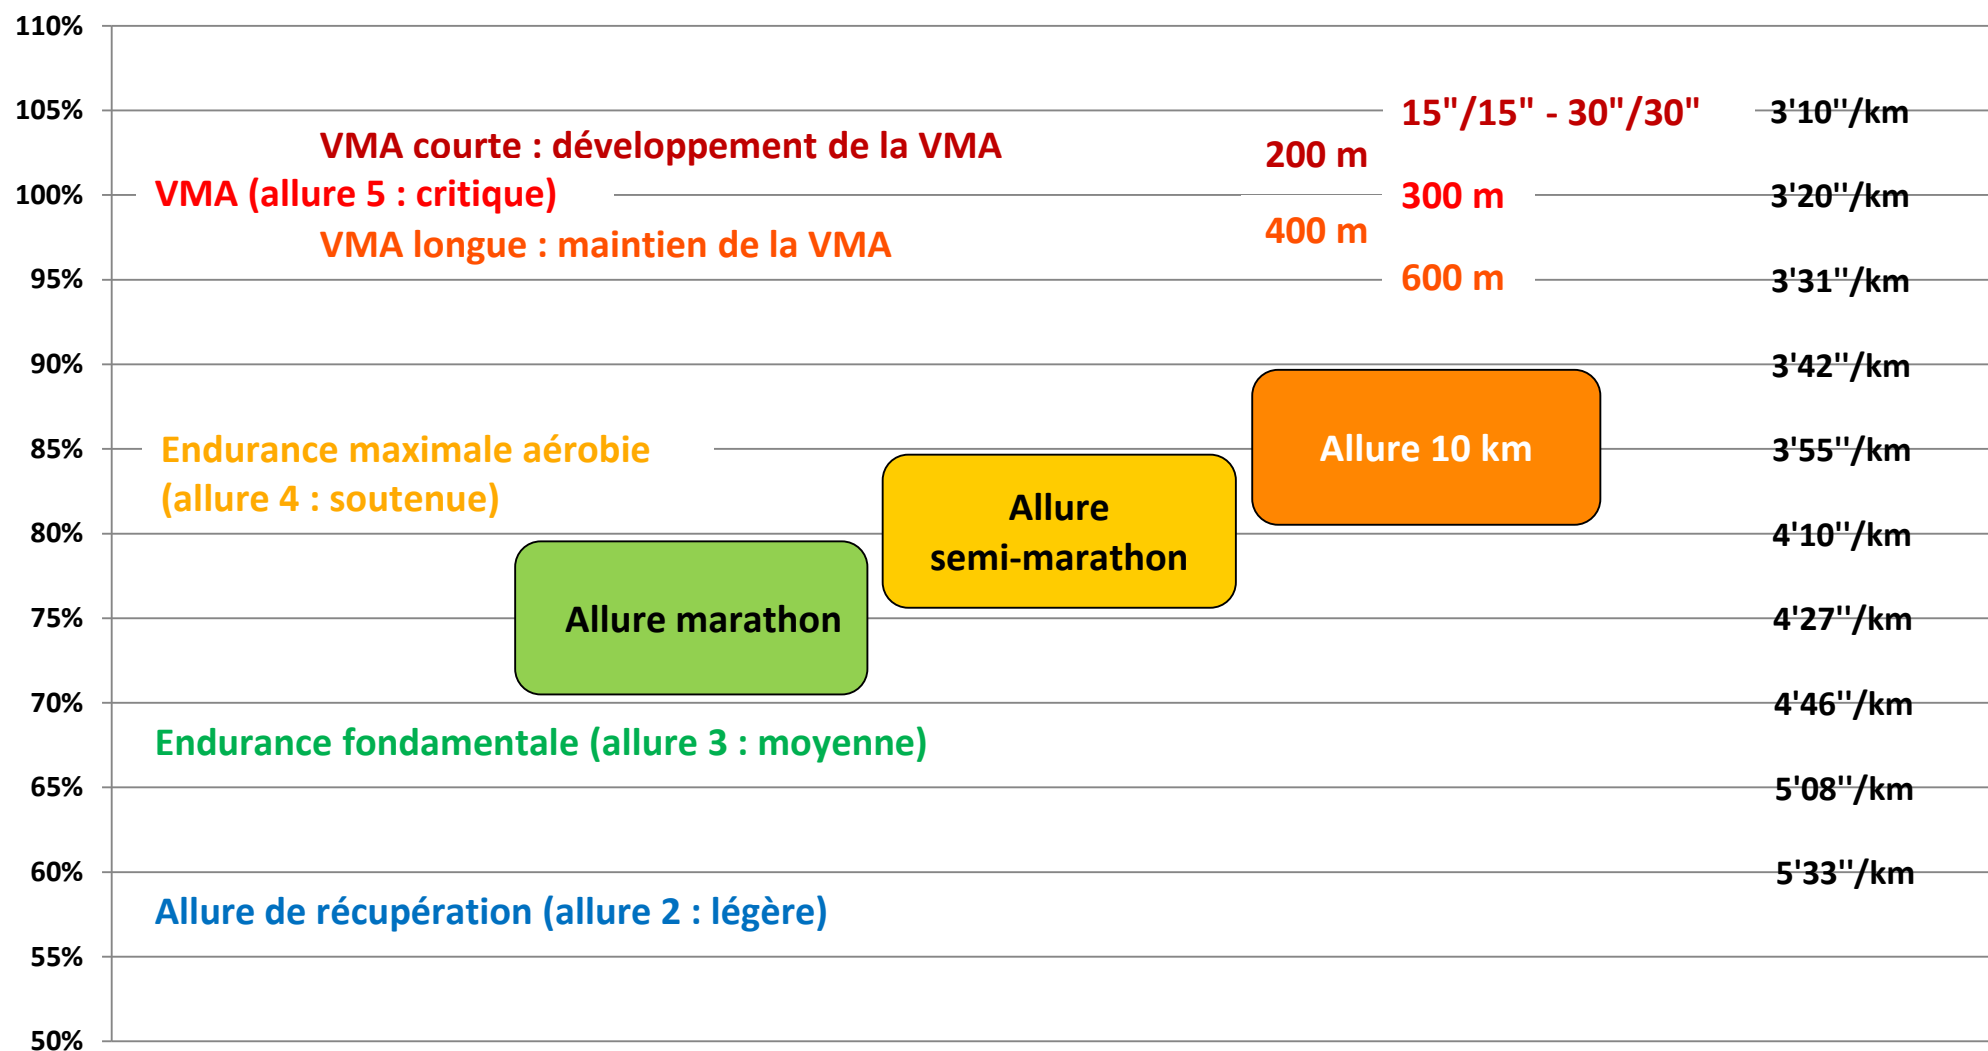 110%
105%
15"/15" - 30"/30"
3'10''/km
VMA courte : développement de la VMA
200 m
100%
VMA (allure 5 : critique)
300 m
3'20''/km
VMA longue : maintien de la VMA
400 m
95%
600 m
3'31''/km
90%
3'42''/km
85%
Endurance maximale aérobie
(allure 4 : soutenue)
Allure 10 km
3'55''/km
Allure
semi-marathon
80%
4'10''/km
75%
Allure marathon
4'27''/km
70%
4'46''/km
Endurance fondamentale (allure 3 : moyenne)
65%
5'08''/km
60%
5'33''/km
Allure de récupération (allure 2 : légère)
55%
50%